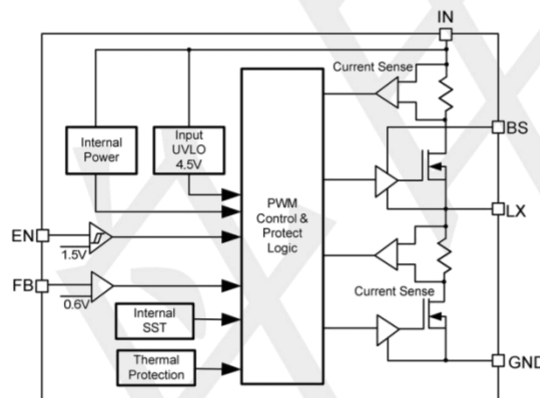 IN
Current Sense
BS
Internal
Power
Input
UVLO
4.5V
PWM
Control &
Protect
Logic
LX
EN
1.5V
FB
0.6V
Current Sense
Internal
SST
Thermal
Protection
GND